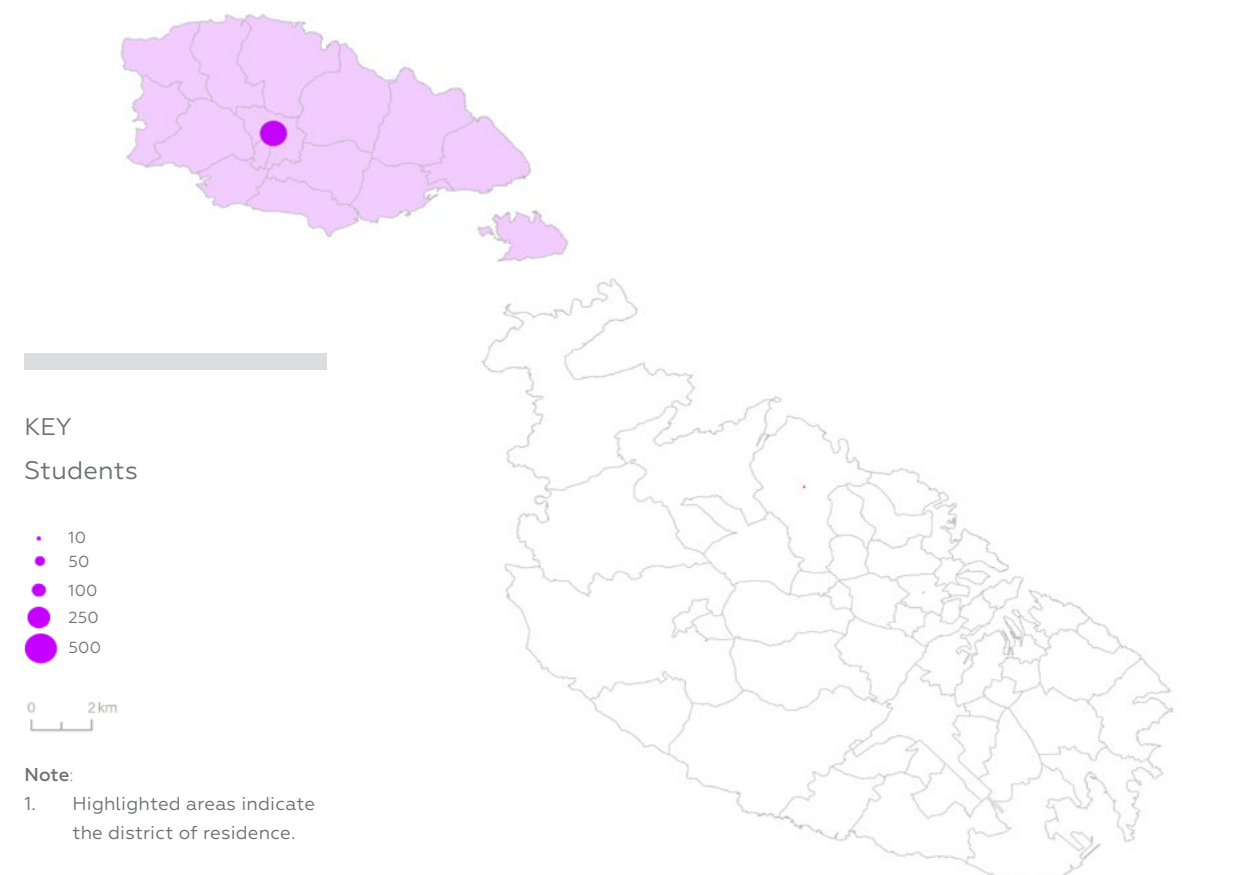 KEY
Students
10
50
100
250
500
0 2 km
Note:
1. Highlighted areas indicate
the district of residence.